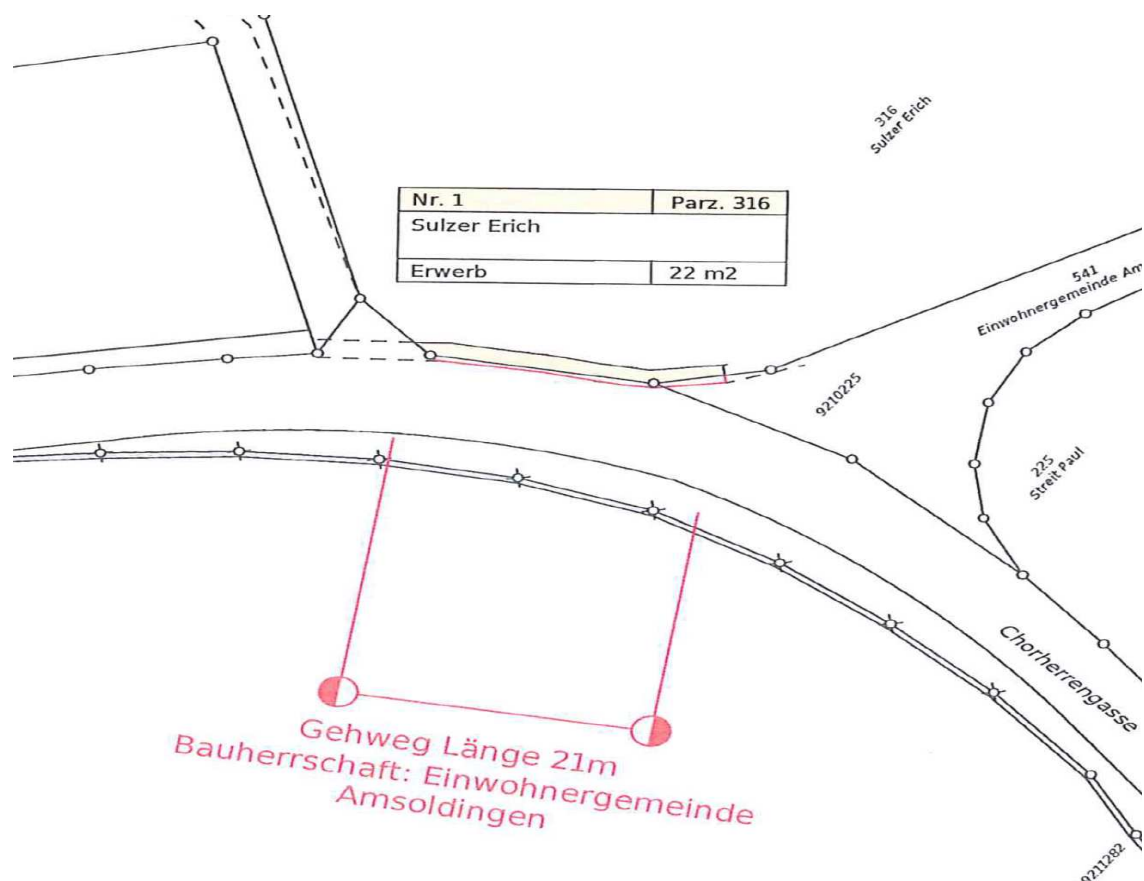 316
Sulzer Erich
Nr. 1 Parz. 316
Sulzer Erich
Erwerb 22 m2
541
Einwohnergemeinde Am
9210225
225
Streit Paul
Chorherrengasse
Gehweg Länge 21m
Bauherrschaft: Einwohnergemeinde
Amsoldingen
9211282